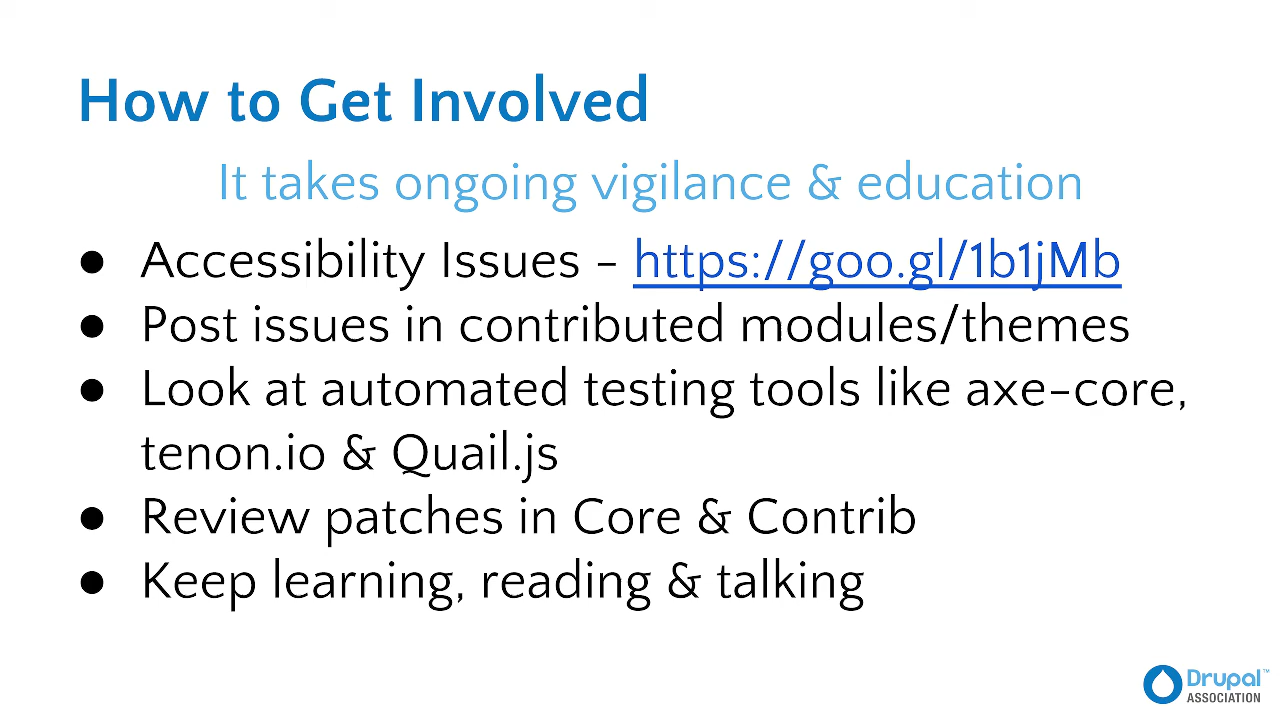 How to Get Involved
It takes ongoing vigilance & education
● Accessibility Issues - https://goo.gl/1b1jMb
● Post issues in contributed modules/themes
● Look at automated testing tools like axe-core,
tenon.io & Quail.js
● Review patches in Core & Contrib
● Keep learning, reading & talking
Drupal™
ASSOCIATION